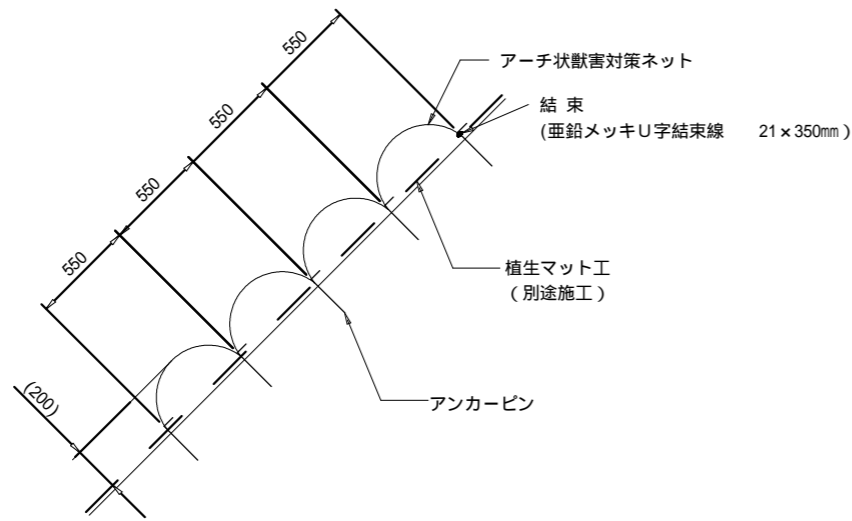 550
アーチ状獣害対策ネット
550
結 束
(亜鉛メッキU字結束線　　21×350㎜ )
550
550
植生マット工
( 別途施工 )
(200)
アンカーピン